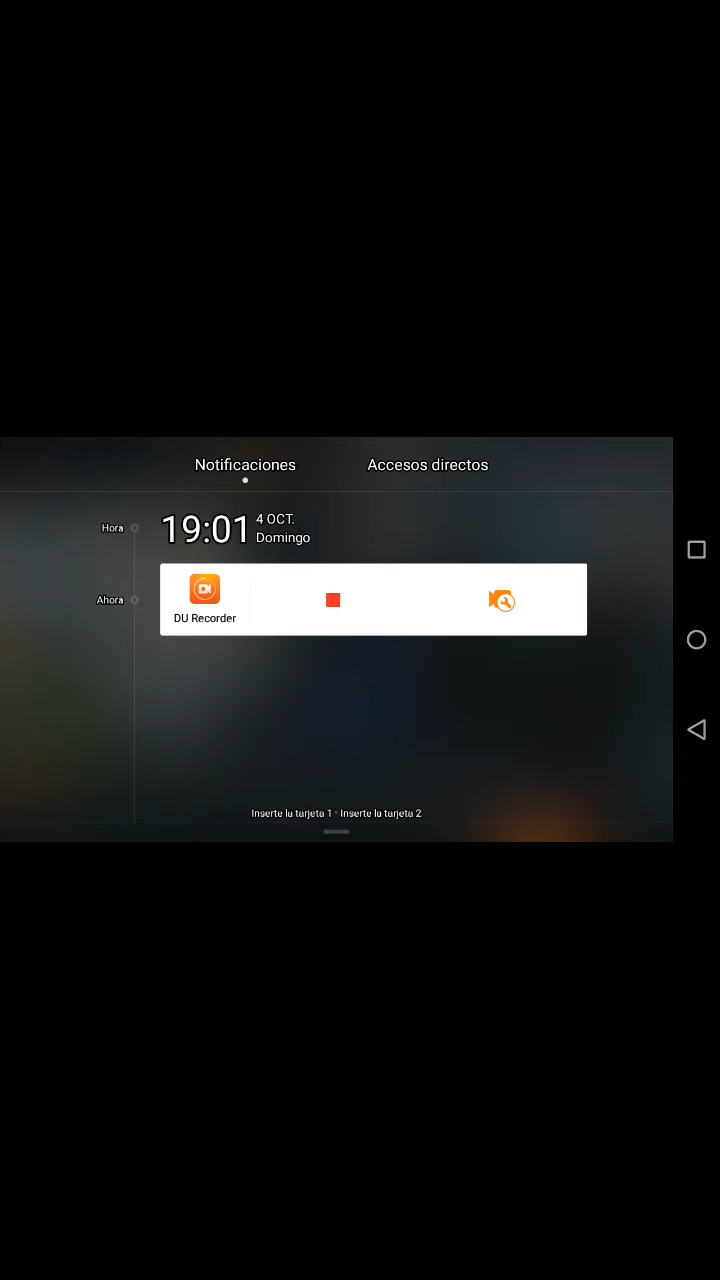 Notificaciones
Accesos directos
Hora
19:01
4 OCT.
Domingo
Ahora
DU Recorder
Inserte la tarjeta 1 · Inserte la tarjeta 2